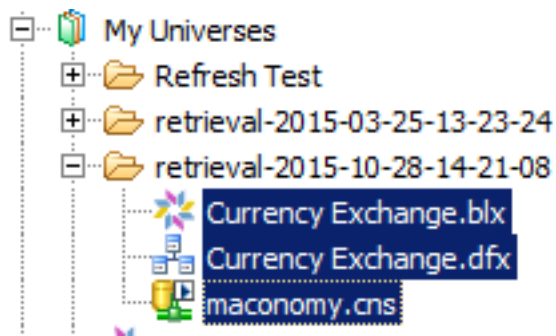 My Universes
Refresh Test
retrieval-2015-03-25-13-23-24
retrieval-2015-10-28-14-21-08
Currency Exchange.blx
Currency Exchange.dfx
maconomy.cns